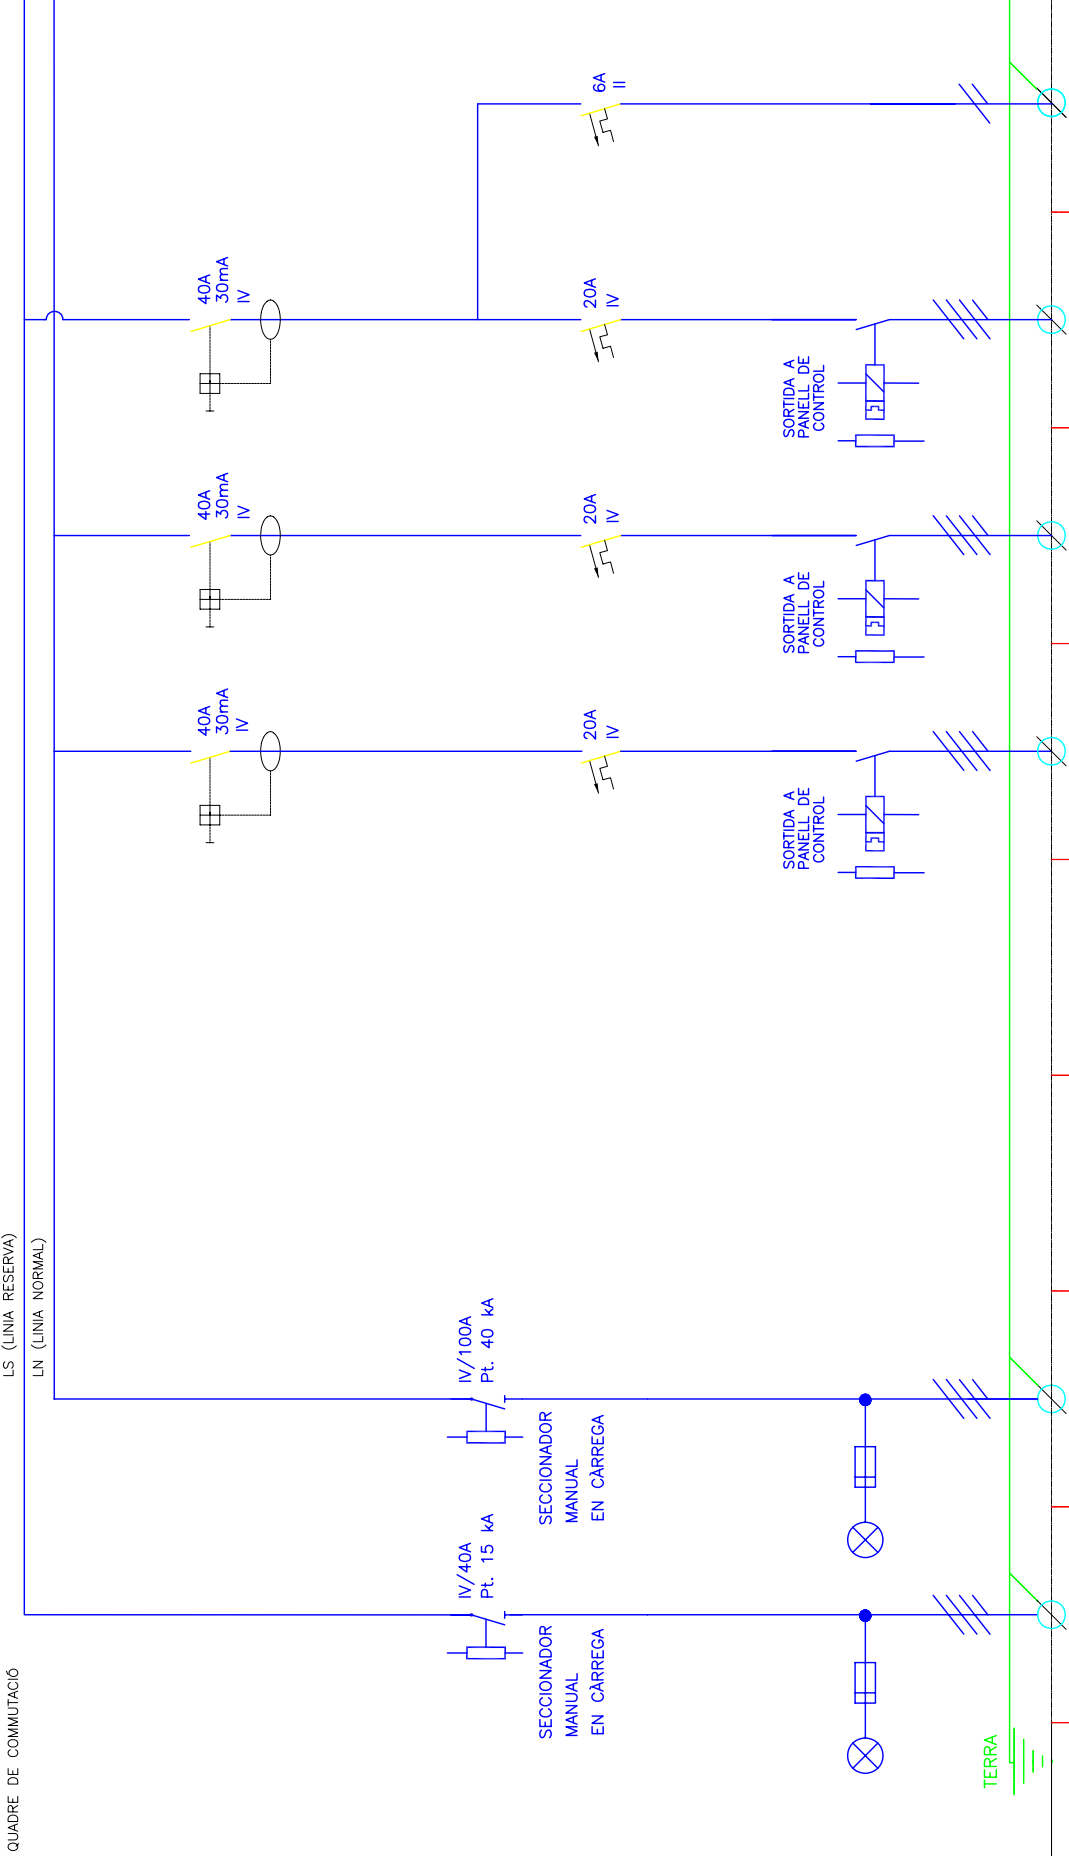 QUADRE DE COMMUTACIÓ
LS (LINIA RESERVA)
LN (LINIA NORMAL)
IV/40A
Pt. 15 kA
SECCIONADOR
MANUAL
EN CÀRREGA
IV/100A
Pt. 40 kA
SECCIONADOR
MANUAL
EN CÀRREGA
TERRA
40A
30mA
IV
20A
IV
SORTIDA A
PANELL DE
CONTROL
40A
30mA
IV
20A
IV
SORTIDA A
PANELL DE
CONTROL
40A
30mA
IV
20A
IV
SORTIDA A
PANELL DE
CONTROL
6A
II